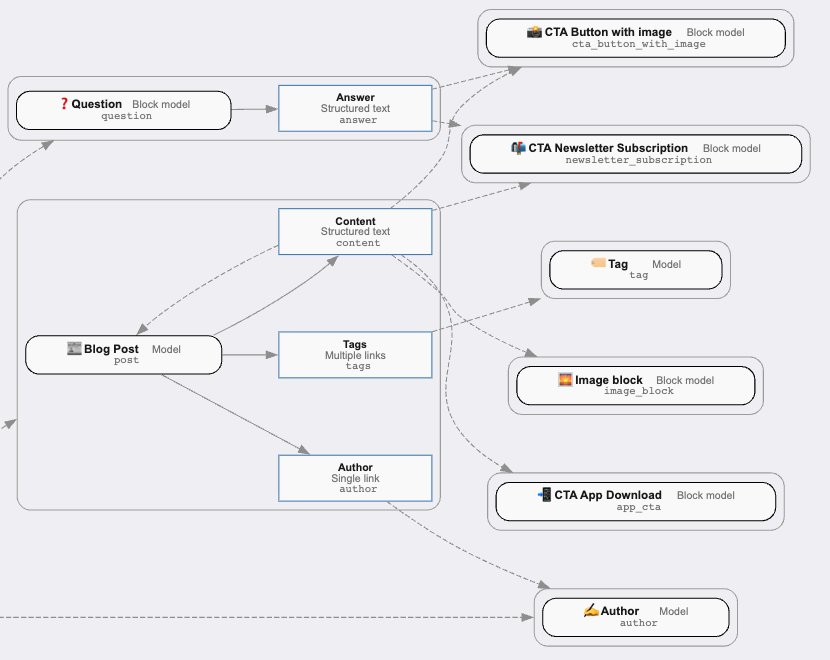 CTA Button with image Block model
cta_button_with_image
Question Block model
question
Answer
Structured text
answer
CTA Newsletter Subscription Block model
newsletter_subscription
Content
Structured text
content
Tag Model
tag
Blog Post Model
post
Tags
Multiple links
tags
Image block Block model
image_block
Author
Single link
author
CTA App Download Block model
app_cta
Author Model
author